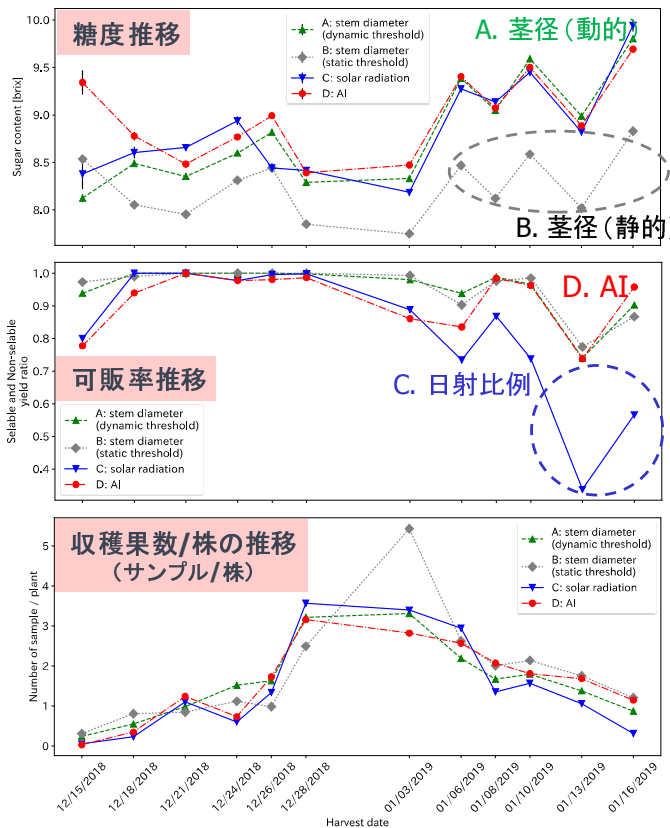 糖度推移
A. 茎径（動的）
B. 茎径（静的）
Sugar content [brix]
10.0
9.5
9.0
8.5
8.0
A: stem diameter
(dynamic threshold)
B: stem diameter
(static threshold)
C: solar radiation
D: AI
可販率推移
D. AI
C. 日射比例
Selable and Non-selable
yield ratio
1.0
0.9
0.8
0.7
0.6
0.5
0.4
A: stem diameter
(dynamic threshold)
B: stem diameter
(static threshold)
C: solar radiation
D: AI
収穫果数/株の推移
（サンプル/株）
Number of sample / plant
5
4
3
2
1
0
A: stem diameter
(dynamic threshold)
B: stem diameter
(static threshold)
C: solar radiation
D: AI
12/15/2018
12/18/2018
12/21/2018
12/24/2018
12/26/2018
12/28/2018
01/03/2019
01/06/2019
01/08/2019
01/10/2019
01/13/2019
01/16/2019
Harvest date